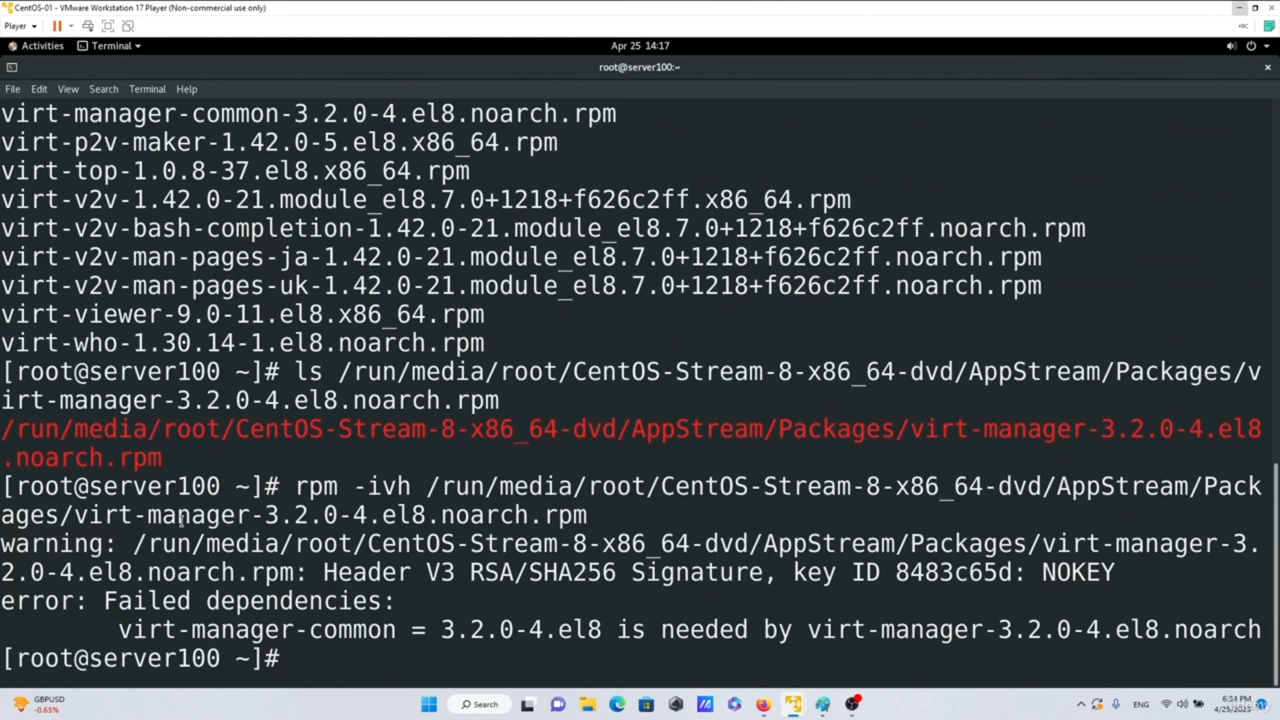 CentOS-01 - VMware Workstation 17 Player (Non-commercial use only)
Player
Activities
Terminal
Apr 25 14:17
root@server100:~
File Edit View Search Terminal Help
virt-manager-common-3.2.0-4.el8.noarch.rpm
virt-p2v-maker-1.42.0-5.el8.x86_64.rpm
virt-top-1.0.8-37.el8.x86_64.rpm
virt-v2v-1.42.0-21.module_el8.7.0+1218+f626c2ff.x86_64.rpm
virt-v2v-bash-completion-1.42.0-21.module_el8.7.0+1218+f626c2ff.noarch.rpm
virt-v2v-man-pages-ja-1.42.0-21.module_el8.7.0+1218+f626c2ff.noarch.rpm
virt-v2v-man-pages-uk-1.42.0-21.module_el8.7.0+1218+f626c2ff.noarch.rpm
virt-viewer-9.0-11.el8.x86_64.rpm
virt-who-1.30.14-1.el8.noarch.rpm
[root@server100 ~]# ls /run/media/root/CentOS-Stream-8-x86_64-dvd/AppStream/Packages/v
irt-manager-3.2.0-4.el8.noarch.rpm
/run/media/root/CentOS-Stream-8-x86_64-dvd/AppStream/Packages/virt-manager-3.2.0-4.el8
.noarch.rpm
[root@server100 ~]# rpm -ivh /run/media/root/CentOS-Stream-8-x86_64-dvd/AppStream/Pack
ages/virt-manager-3.2.0-4.el8.noarch.rpm
warning: /run/media/root/CentOS-Stream-8-x86_64-dvd/AppStream/Packages/virt-manager-3.
2.0-4.el8.noarch.rpm: Header V3 RSA/SHA256 Signature, key ID 8483c65d: NOKEY
error: Failed dependencies:
        virt-manager-common = 3.2.0-4.el8 is needed by virt-manager-3.2.0-4.el8.noarch
[root@server100 ~]#
GBPUSD
-0.65%
Search
ENG
4/25/2023